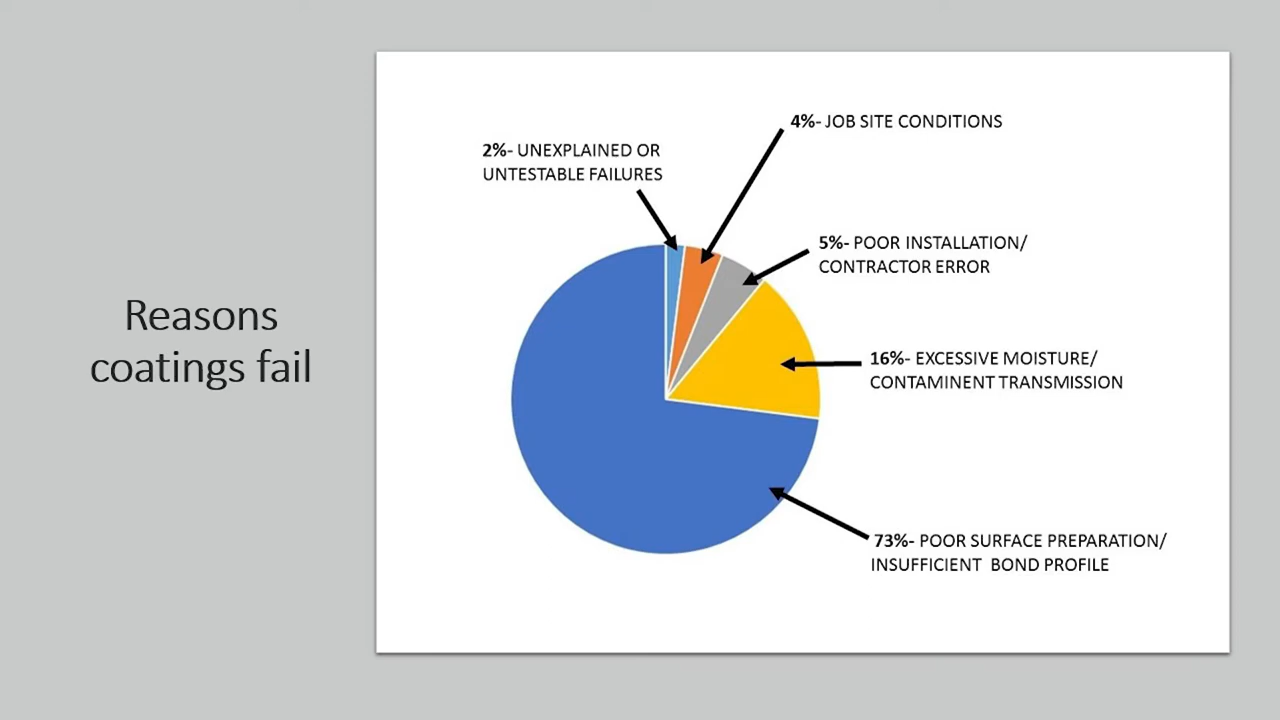 Reasons
coatings fail
2%- UNEXPLAINED OR
UNTESTABLE FAILURES
4%- JOB SITE CONDITIONS
5%- POOR INSTALLATION/
CONTRACTOR ERROR
16%- EXCESSIVE MOISTURE/
CONTAMINENT TRANSMISSION
73%- POOR SURFACE PREPARATION/
INSUFFICIENT  BOND PROFILE